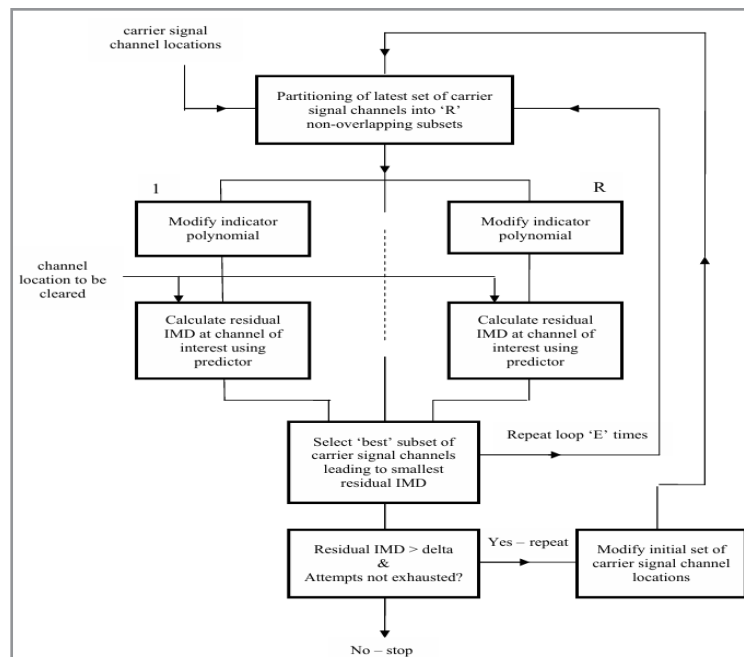 carrier signal
channel locations
Partitioning of latest set of carrier
signal channels into ‘R’
non-overlapping subsets
1
R
Modify indicator
polynomial
Modify indicator
polynomial
channel
location to be
cleared
Calculate residual
IMD at channel of
interest using
predictor
Calculate residual
IMD at channel of
interest using
predictor
Select ‘best’ subset of
carrier signal channels
leading to smallest
residual IMD
Repeat loop ‘E’ times
Residual IMD > delta
&
Attempts not exhausted?
Yes – repeat
Modify initial set of
carrier signal channel
locations
No – stop